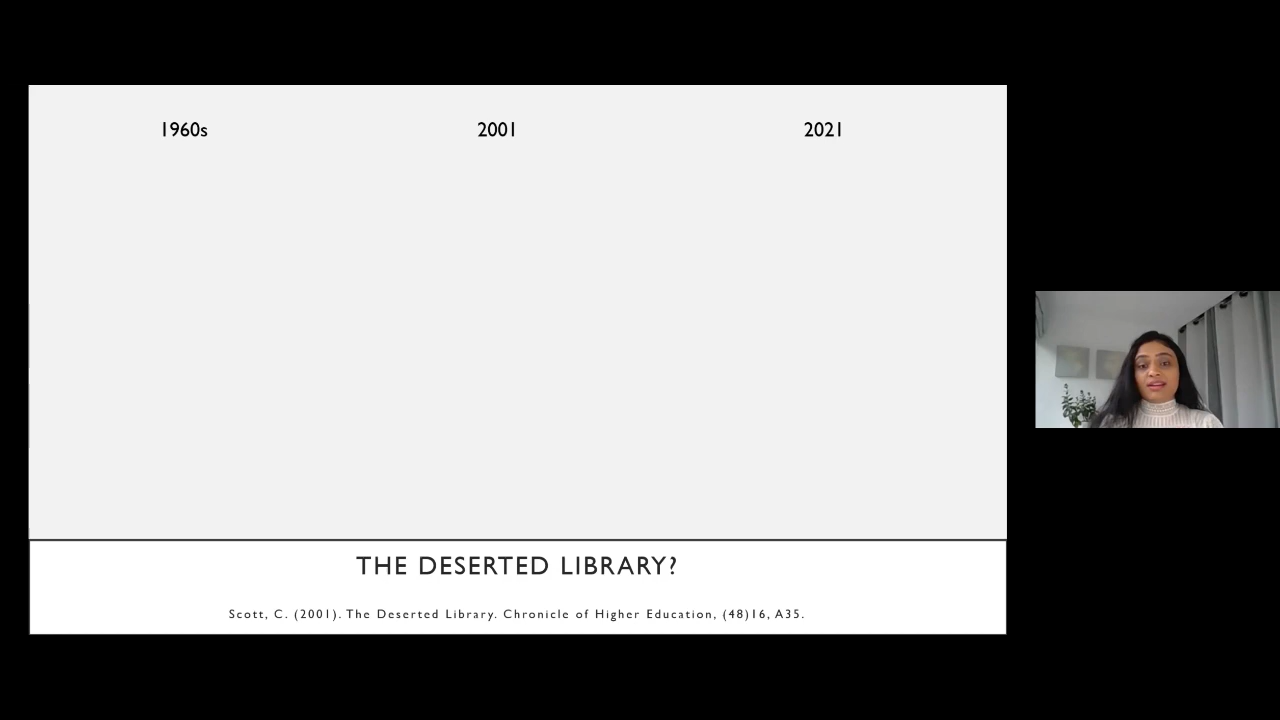 1960s 2001 2021
THE DESERTED LIBRARY?
Scott, C. (2001). The Deserted Library. Chronicle of Higher Education, (48)16, A35.